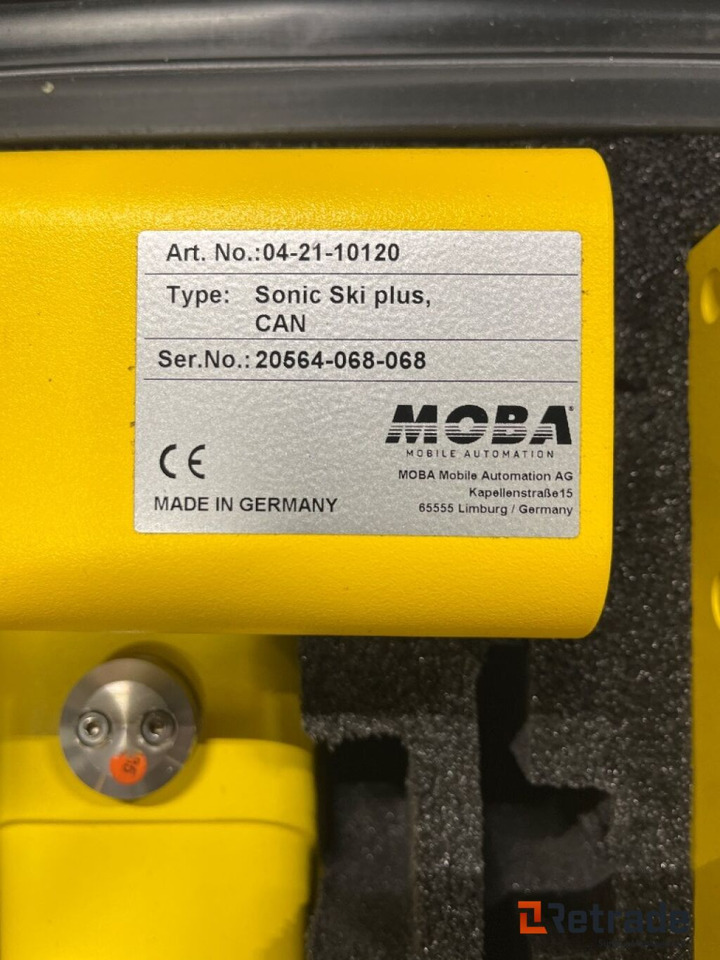 Art. No.:04-21-10120
Type: Sonic Ski plus,
CAN
Ser.No.: 20564-068-068
MOBA®
MOBILE AUTOMATION
MOBA Mobile Automation AG
Kapellenstraße15
65555 Limburg / Germany
CE
MADE IN GERMANY
Retrade